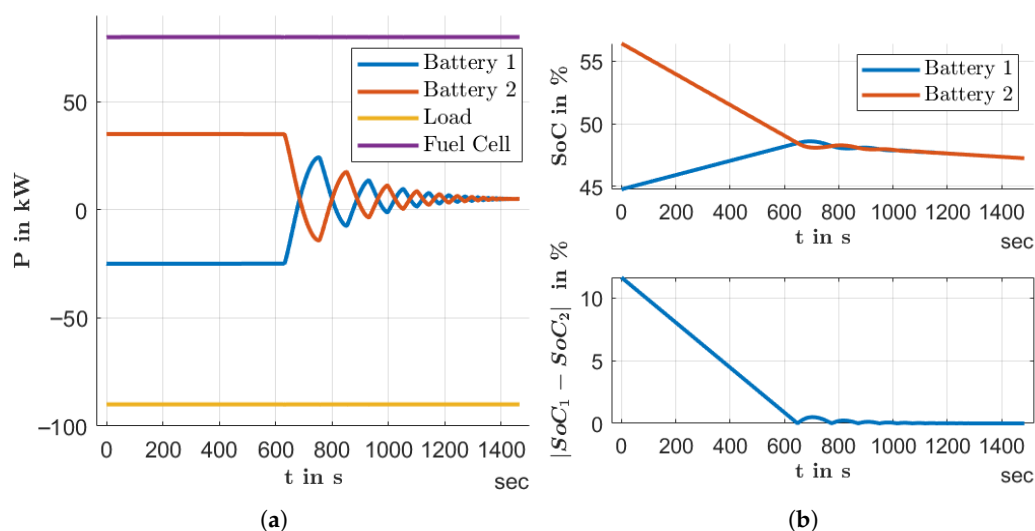 P in kW
50
0
−50
−100
Battery 1
Battery 2
Load
Fuel Cell
0 200 400 600 800 1000 1200 1400
t in s
sec
(a)
SoC in %
55
50
45
Battery 1
Battery 2
0 200 400 600 800 1000 1200 1400
t in s
sec
|SoC₁ − SoC₂| in %
10
5
0
0 200 400 600 800 1000 1200 1400
t in s
sec
(b)